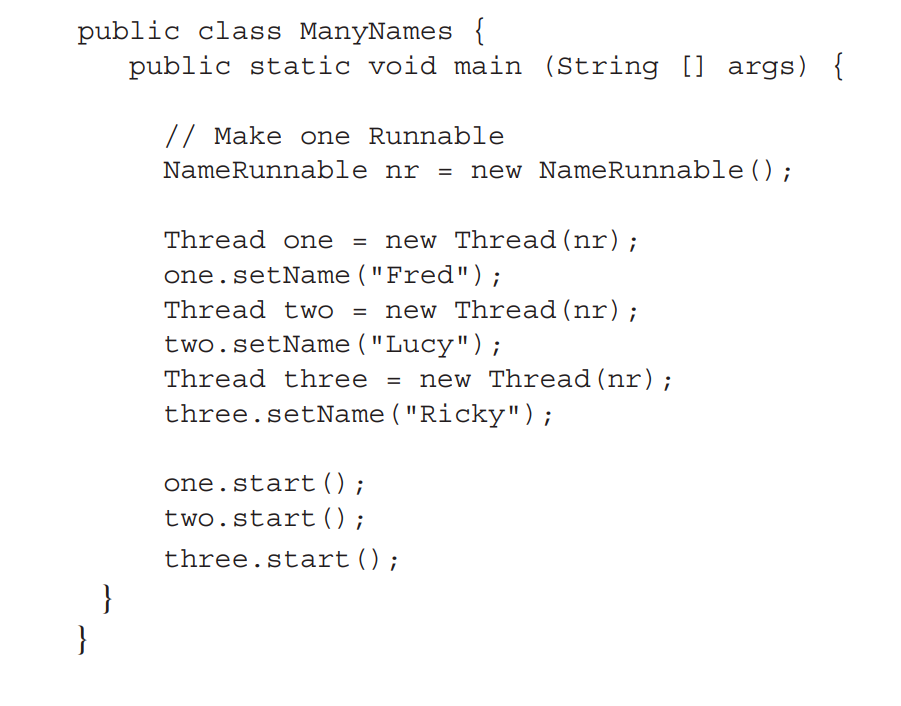 public class ManyNames {
public static void main (String [] args) {
// Make one Runnable
NameRunnable nr = new NameRunnable();
Thread one = new Thread(nr);
one.setName("Fred");
Thread two = new Thread(nr);
two.setName("Lucy");
Thread three = new Thread(nr);
three.setName("Ricky");
one.start();
two.start();
three.start();
}
}